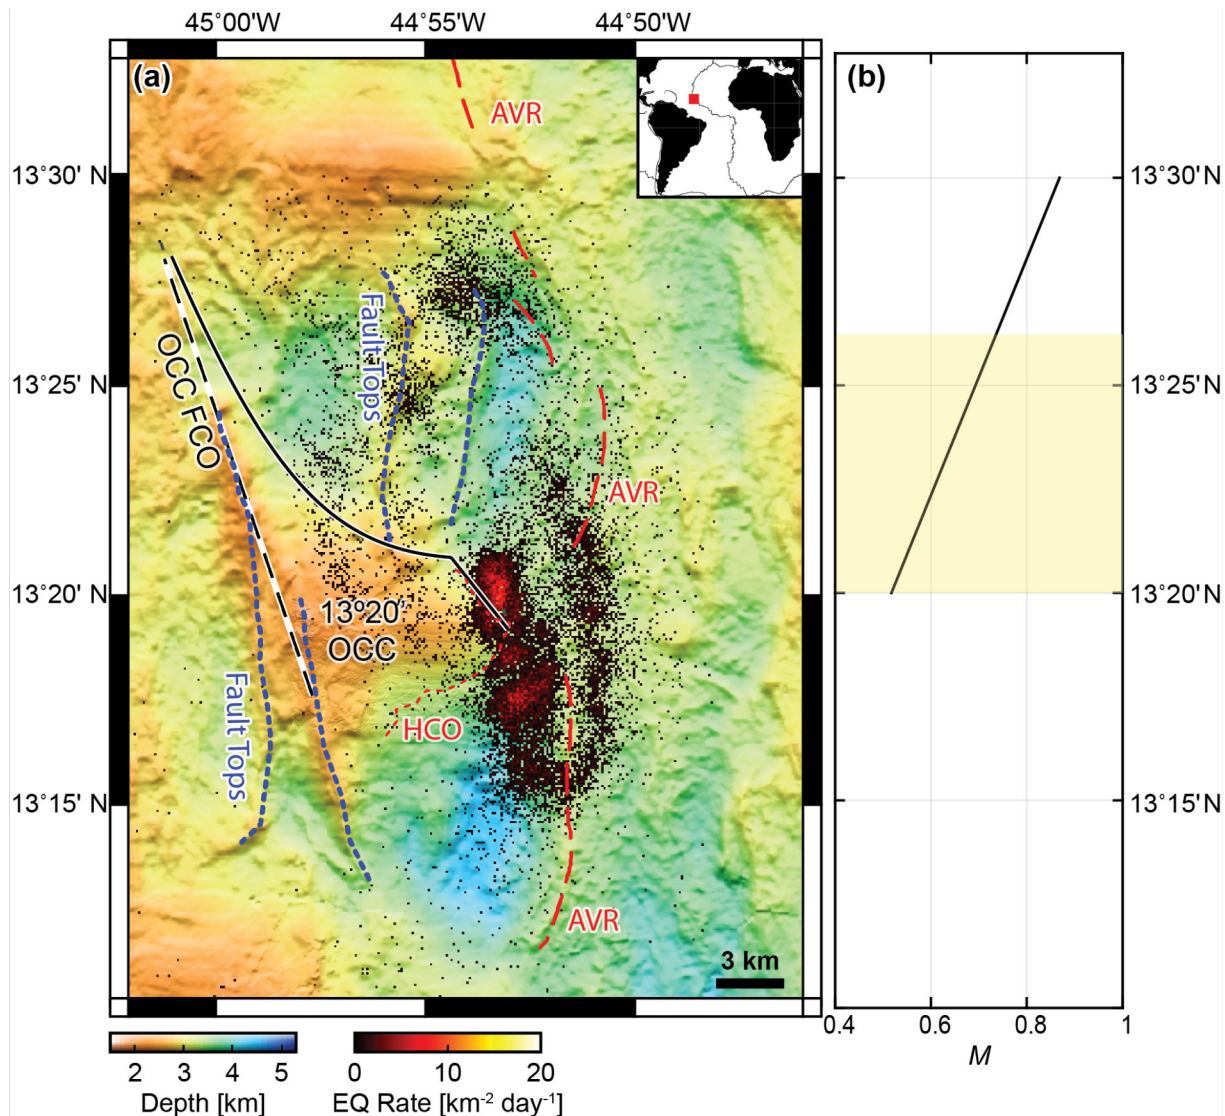 45°00'W 44°55'W 44°50'W
(a)
(b)
AVR
13°30' N
13°30' N
Fault Tops
OCC FCO
13°25' N
13°25' N
AVR
13°20' N
13°20' N
13º20'
OCC
Fault Tops
HCO
13°15' N
13°15' N
AVR
3 km
0.4 0.6 0.8 1
M
2 3 4 5
Depth [km]
0 10 20
EQ Rate [km⁻² day⁻¹]